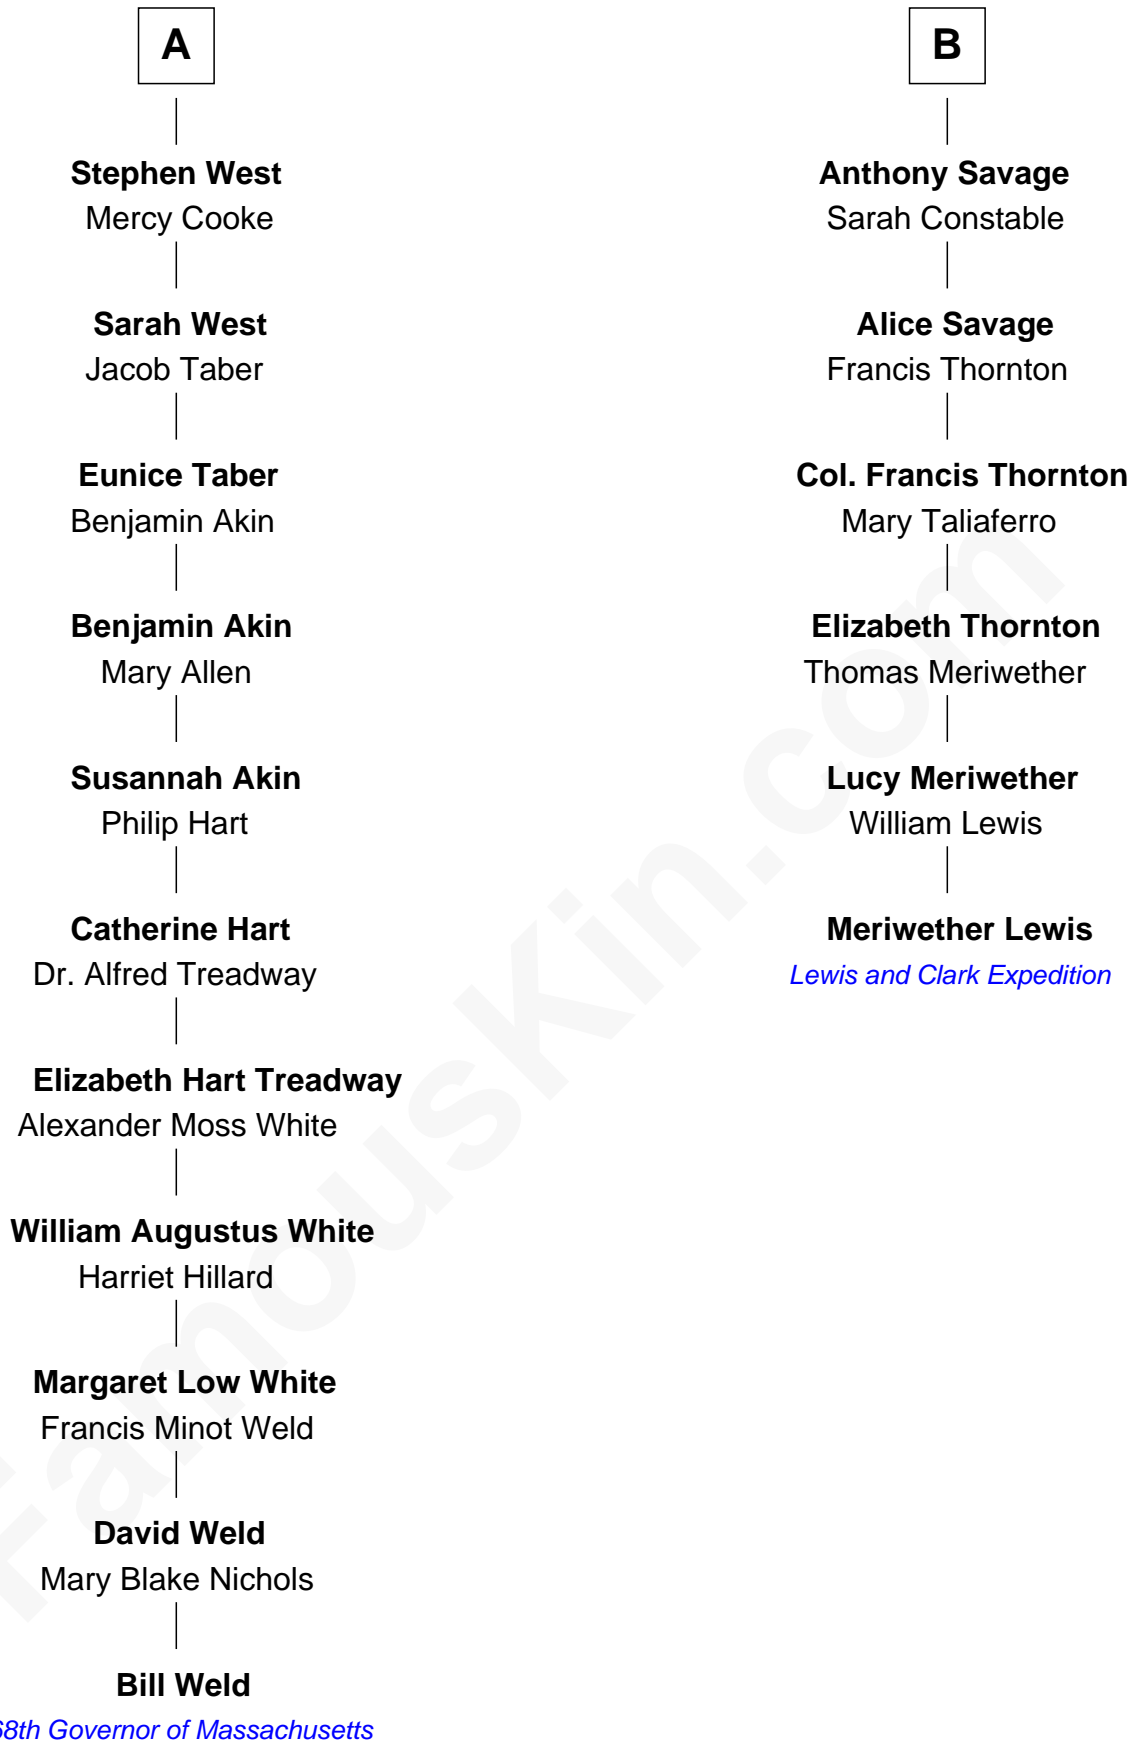 A
Stephen West
Mercy Cooke
Sarah West
Jacob Taber
Eunice Taber
Benjamin Akin
Benjamin Akin
Mary Allen
Susannah Akin
Philip Hart
Catherine Hart
Dr. Alfred Treadway
Elizabeth Hart Treadway
Alexander Moss White
William Augustus White
Harriet Hillard
Margaret Low White
Francis Minot Weld
David Weld
Mary Blake Nichols
Bill Weld
68th Governor of Massachusetts
B
Anthony Savage
Sarah Constable
Alice Savage
Francis Thornton
Col. Francis Thornton
Mary Taliaferro
Elizabeth Thornton
Thomas Meriwether
Lucy Meriwether
William Lewis
Meriwether Lewis
Lewis and Clark Expedition
FamousKin.com